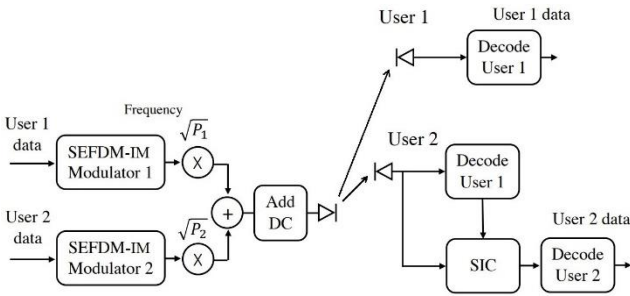 User 1
User 1 data
Decode
User 1
Frequency
User 1
data
√P₁
SEFDM-IM
Modulator 1
X
User 2
Decode
User 1
Add
DC
+
User 2
data
√P₂
SEFDM-IM
Modulator 2
X
User 2 data
SIC
Decode
User 2